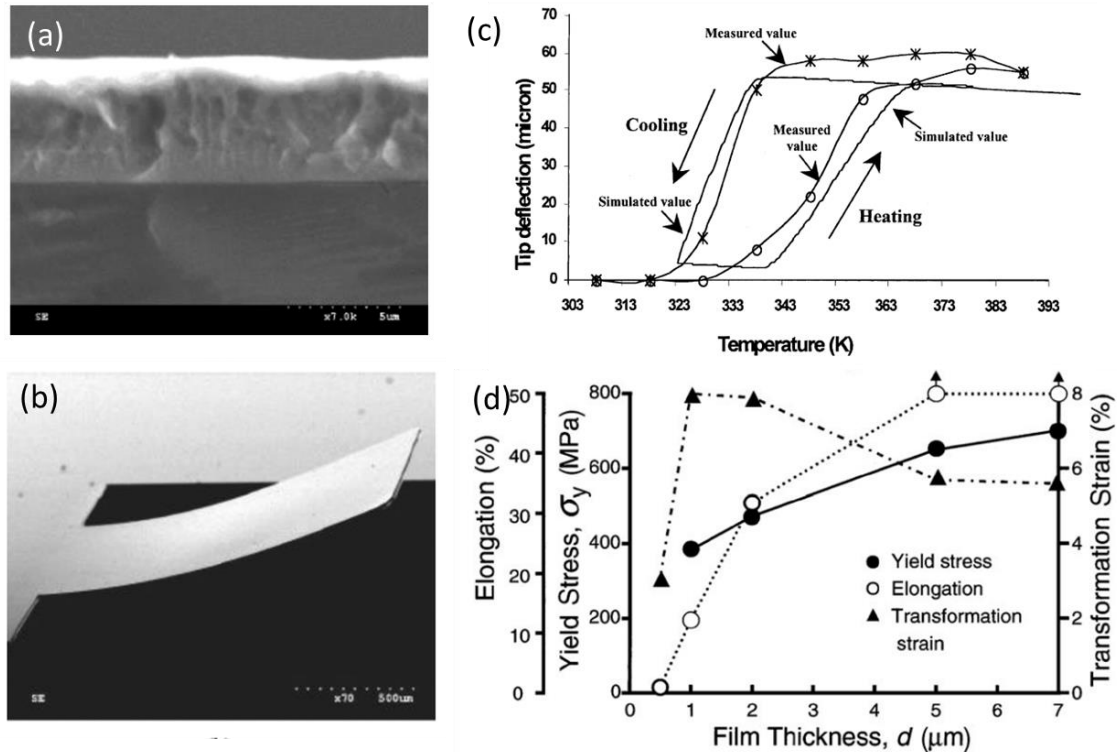 (a)
SE
x7.0k 5um
(b)
SE
x70 500um
(c)
Tip deflection (micron)
70
60
50
40
30
20
10
0
303 313 323 333 343 353 363 373 383 393
Temperature (K)
Measured value
Cooling
Simulated value
Measured
value
Simulated value
Heating
(d)
Elongation (%)
50
40
30
20
10
0
Yield Stress, σy (MPa)
800
600
400
200
0
Transformation Strain (%)
8
6
4
2
0
Yield stress
Elongation
Transformation
strain
0 1 2 3 4 5 6 7
Film Thickness, d (μm)